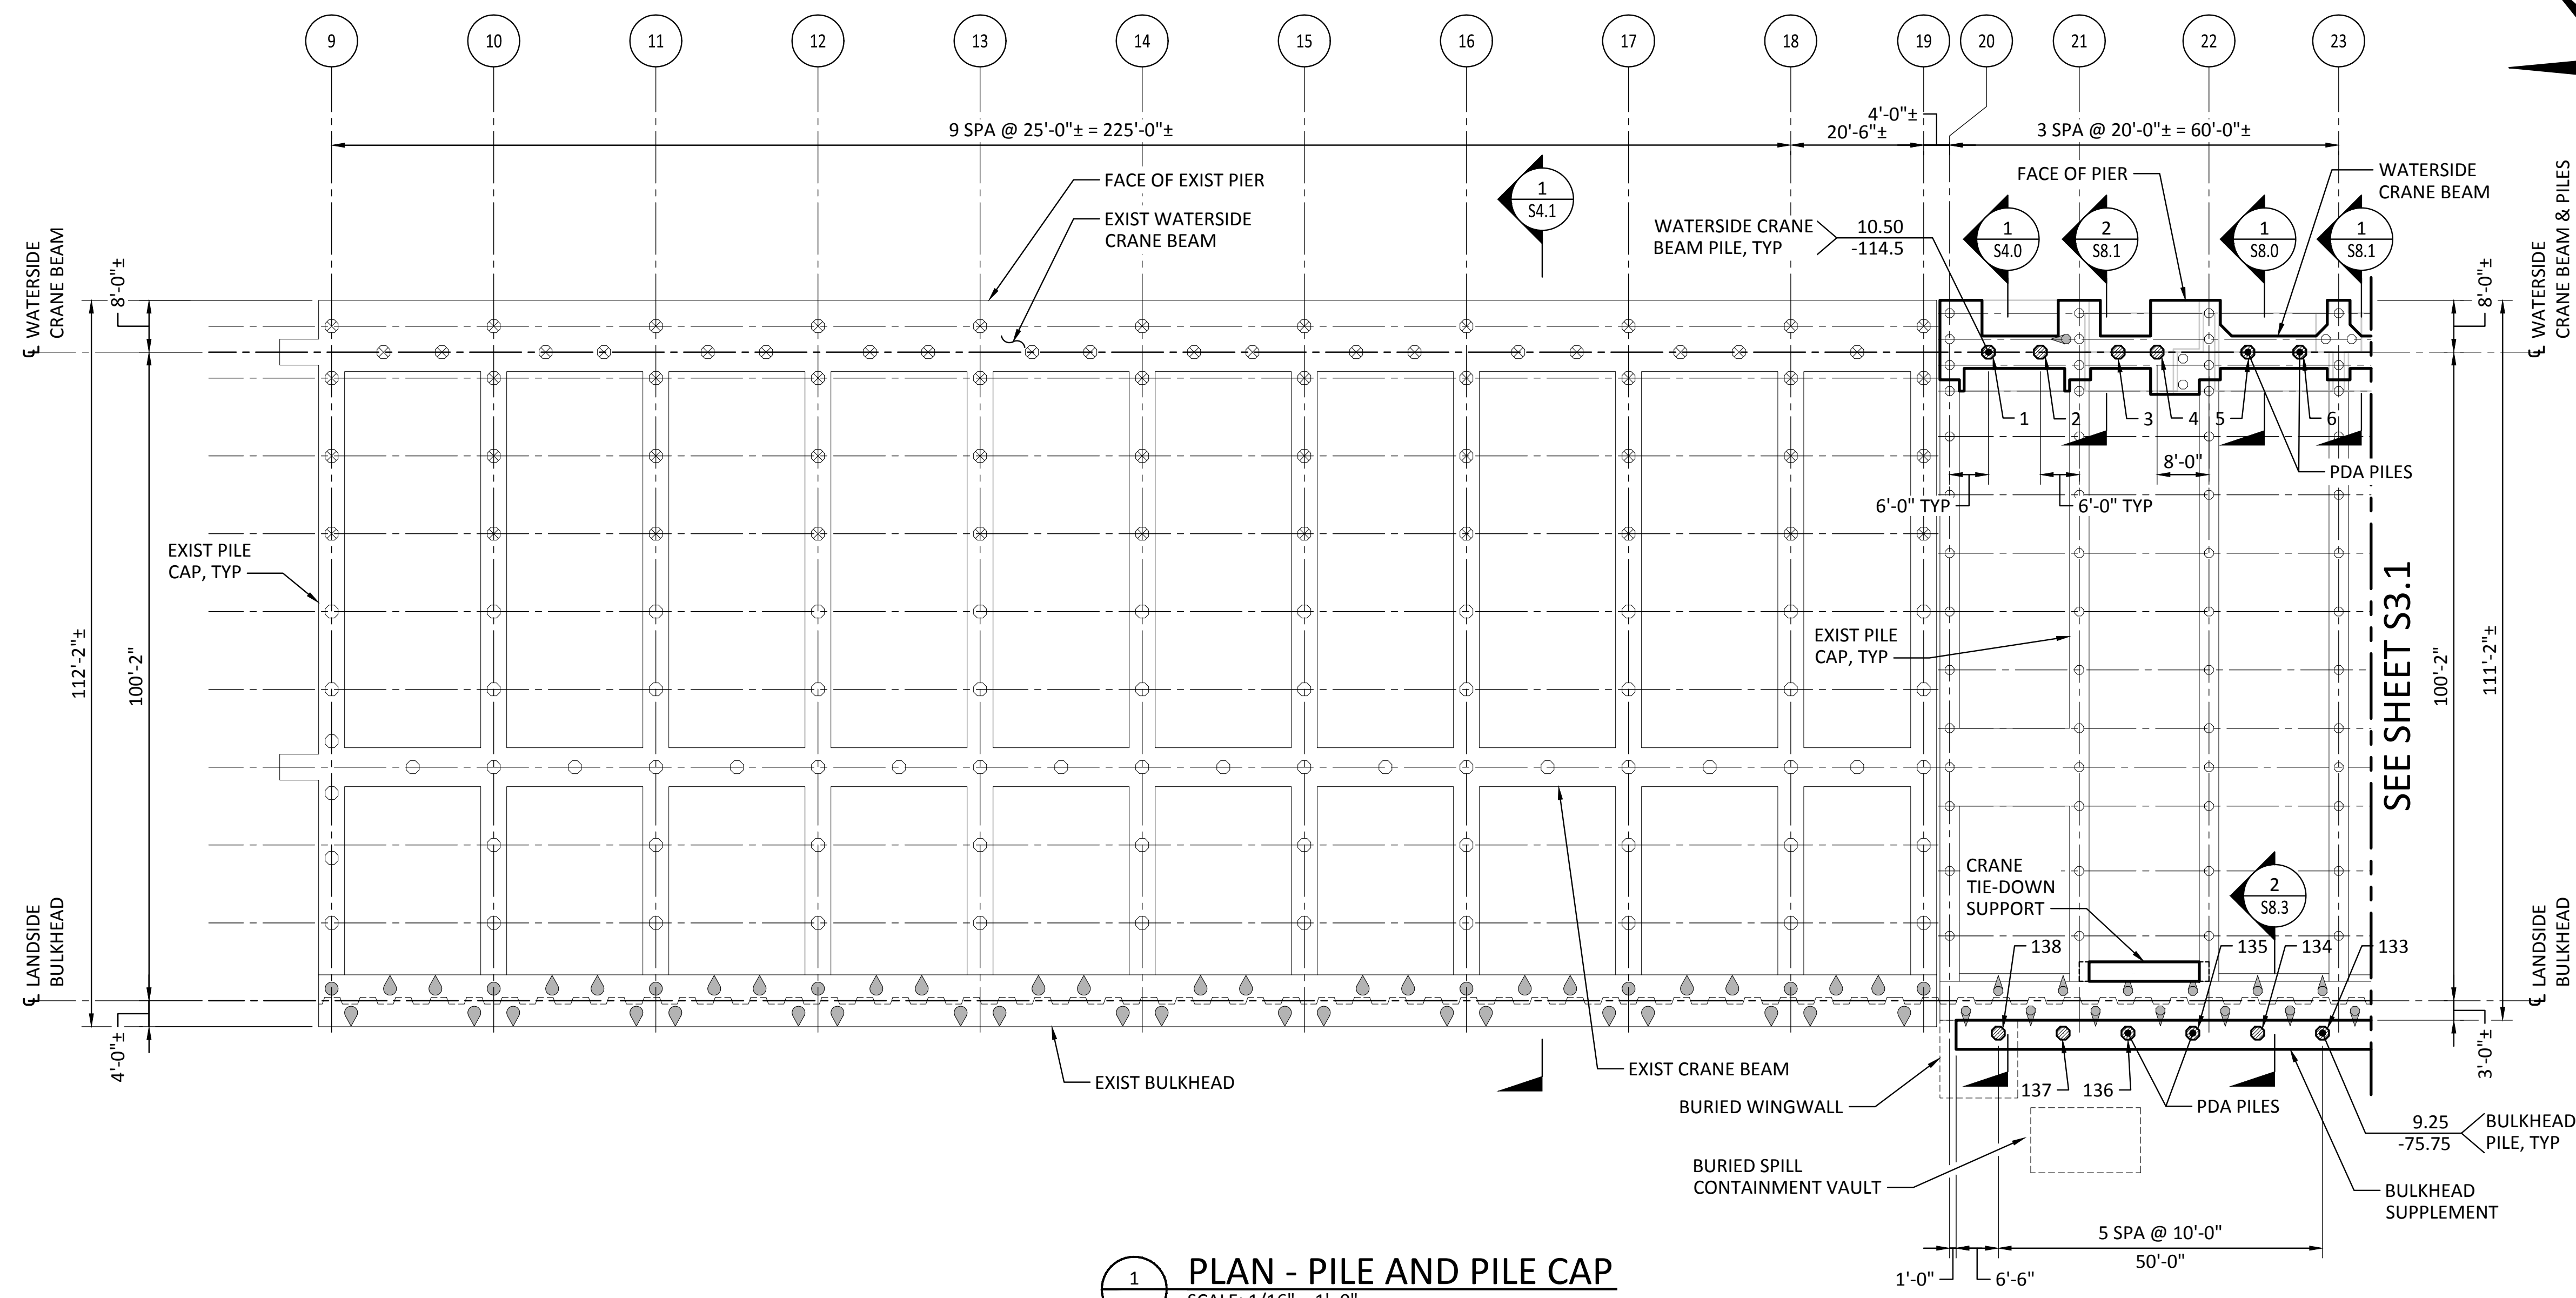 9 10 11 12 13 14 15 16 17 18 19 20 21 22 23
4'-0"±
9 SPA @ 25'-0"± = 225'-0"±
20'-6"±
3 SPA @ 20'-0"± = 60'-0"±
FACE OF EXIST PIER
EXIST WATERSIDE
CRANE BEAM
1
S4.1
FACE OF PIER
WATERSIDE
CRANE BEAM
WATERSIDE CRANE
BEAM PILE, TYP
10.50
-114.5
1
S4.0
2
S8.1
1
S8.0
1
S8.1
℄ WATERSIDE
CRANE BEAM
8'-0"±
℄ WATERSIDE
CRANE BEAM & PILES
8'-0"±
1 2 3 4 5 6
8'-0"
PDA PILES
6'-0" TYP
6'-0" TYP
EXIST PILE
CAP, TYP
EXIST PILE
CAP, TYP
112'-2"±
100'-2"
SEE SHEET S3.1
100'-2"
111'-2"±
CRANE
TIE-DOWN
SUPPORT
2
S8.3
138 135 134 133
℄ LANDSIDE
BULKHEAD
4'-0"±
℄ LANDSIDE
BULKHEAD
3'-0"±
EXIST BULKHEAD
EXIST CRANE BEAM
137 136
BURIED WINGWALL
PDA PILES
9.25
-75.75
BULKHEAD
PILE, TYP
BURIED SPILL
CONTAINMENT VAULT
BULKHEAD
SUPPLEMENT
5 SPA @ 10'-0"
50'-0"
1'-0"
6'-6"
1
PLAN - PILE AND PILE CAP
SCALE: 1/16" = 1'-0"